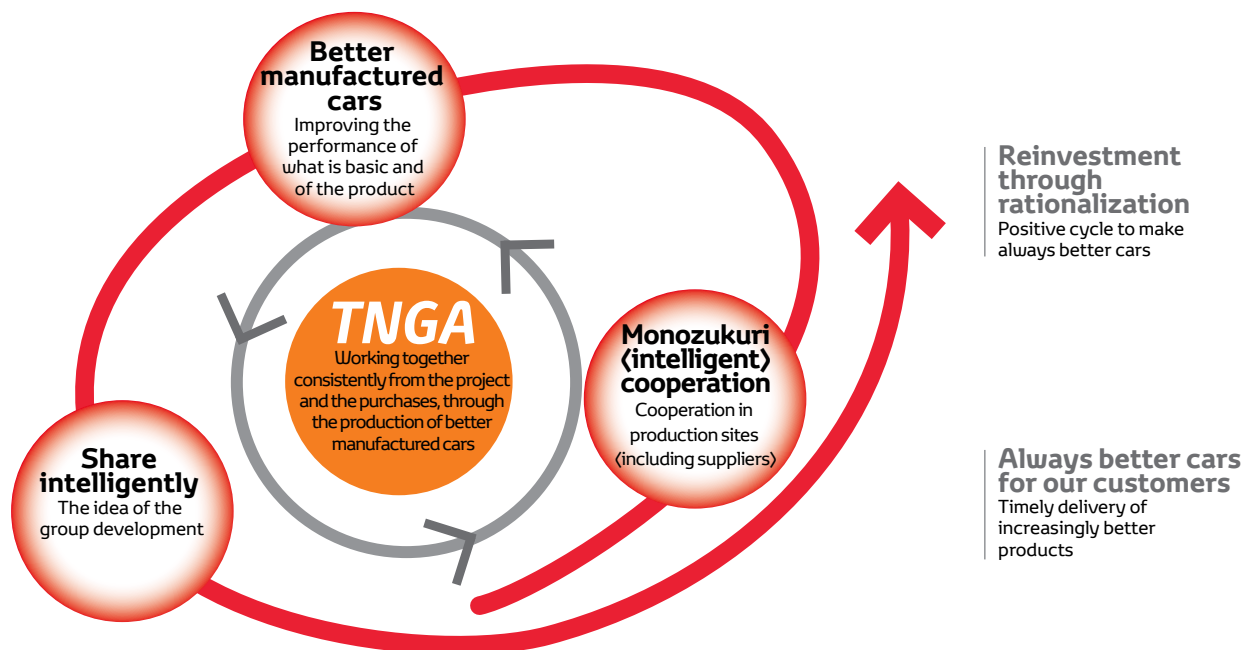 Better
manufactured
cars
Improving the
performance of
what is basic and
of the product
TNGA
Working together
consistently from the project
and the purchases, through
the production of better
manufactured cars
Monozukuri
⟨intelligent⟩
cooperation
Cooperation in
production sites
⟨including suppliers⟩
Share
intelligently
The idea of the
group development
Reinvestment
through
rationalization
Positive cycle to make
always better cars
Always better cars
for our customers
Timely delivery of
increasingly better
products